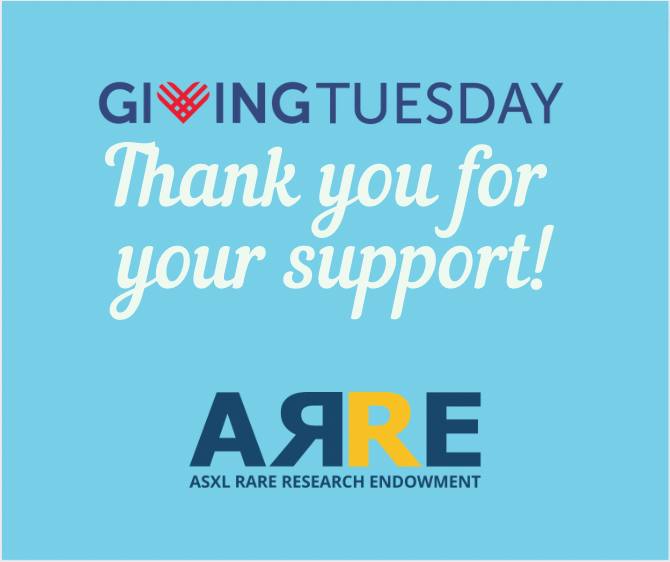 GIVINGTUESDAY
Thank you for
your support!
ARRE
ASXL RARE RESEARCH ENDOWMENT